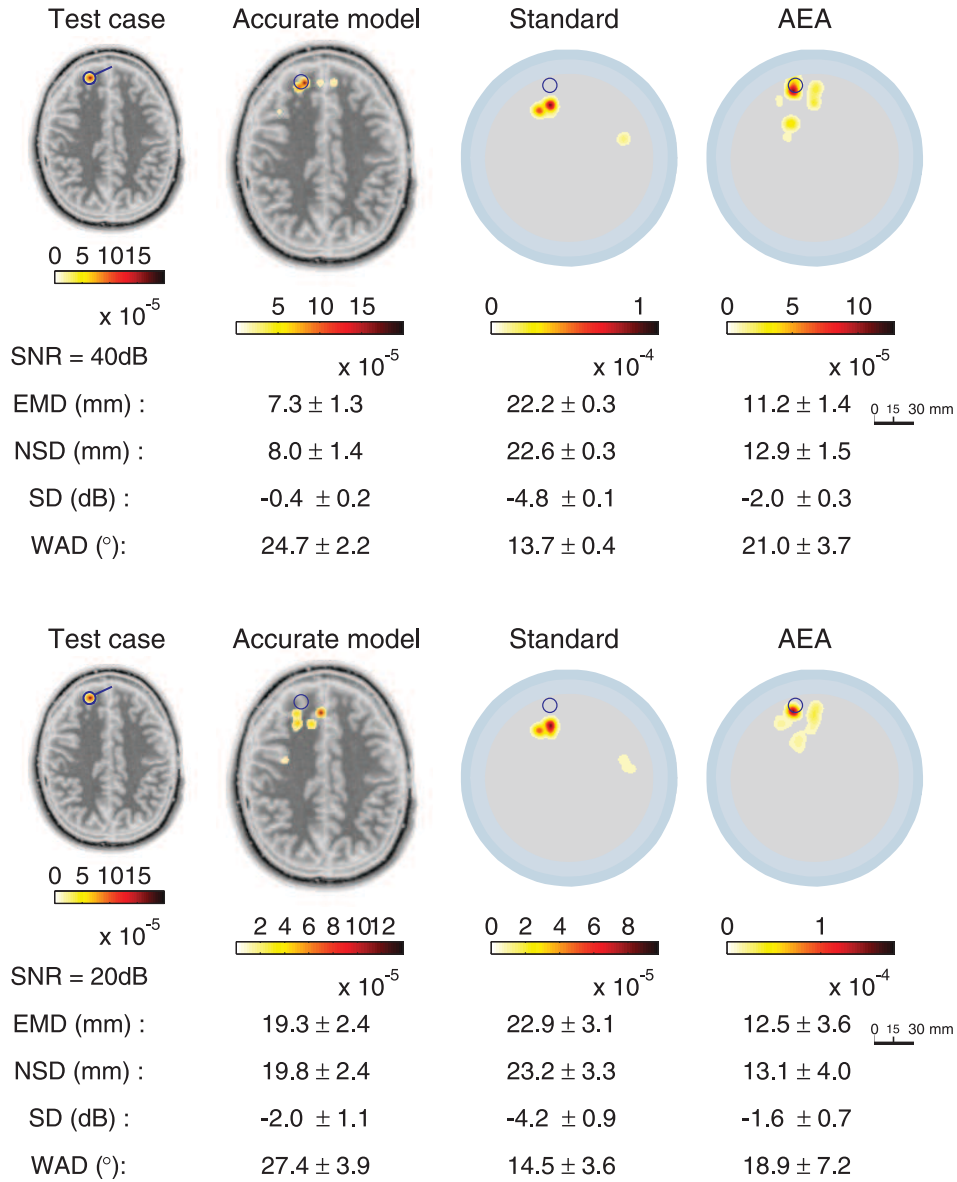 Test case Accurate model Standard AEA
0 5 1015
x 10-5
5 10 15
x 10-5
0 1
x 10-4
0 5 10
x 10-5
SNR = 40dB
EMD (mm) : 7.3 ± 1.3 22.2 ± 0.3 11.2 ± 1.4 0 15 30 mm
NSD (mm) : 8.0 ± 1.4 22.6 ± 0.3 12.9 ± 1.5
SD (dB) : -0.4 ± 0.2 -4.8 ± 0.1 -2.0 ± 0.3
WAD (°): 24.7 ± 2.2 13.7 ± 0.4 21.0 ± 3.7
Test case Accurate model Standard AEA
0 5 1015
x 10-5
2 4 6 8 10 12
x 10-5
0 2 4 6 8
x 10-5
0 1
x 10-4
SNR = 20dB
EMD (mm) : 19.3 ± 2.4 22.9 ± 3.1 12.5 ± 3.6 0 15 30 mm
NSD (mm) : 19.8 ± 2.4 23.2 ± 3.3 13.1 ± 4.0
SD (dB) : -2.0 ± 1.1 -4.2 ± 0.9 -1.6 ± 0.7
WAD (°): 27.4 ± 3.9 14.5 ± 3.6 18.9 ± 7.2